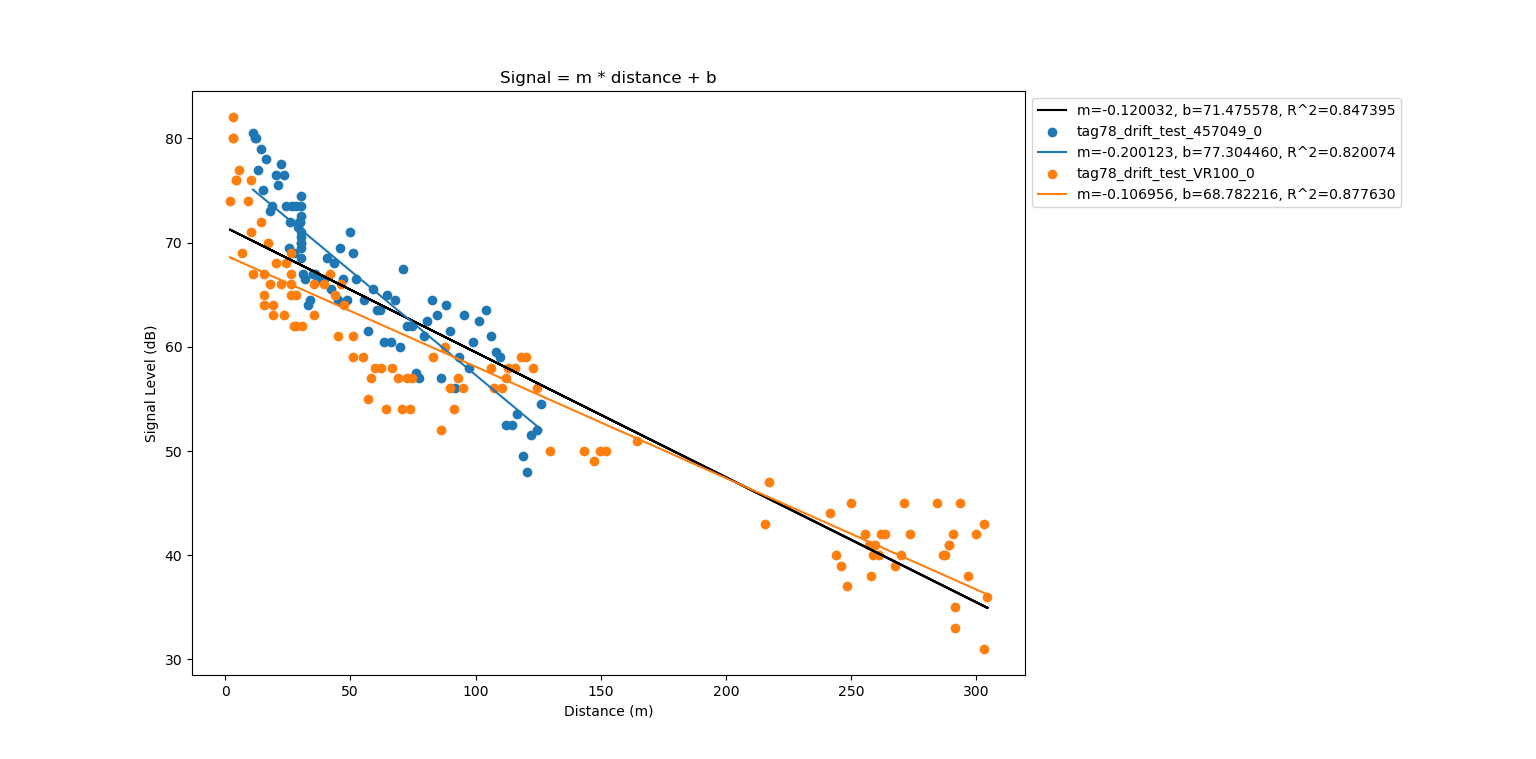 Signal = m * distance + b
m=-0.120032, b=71.475578, R^2=0.847395
tag78_drift_test_457049_0
m=-0.200123, b=77.304460, R^2=0.820074
tag78_drift_test_VR100_0
m=-0.106956, b=68.782216, R^2=0.877630
Signal Level (dB)
80
70
60
50
40
30
0 50 100 150 200 250 300
Distance (m)